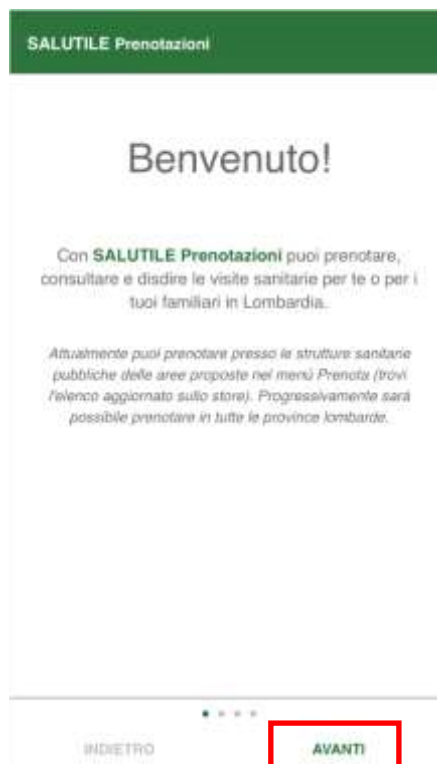 SALUTILE Prenotazioni
Benvenuto!
Con SALUTILE Prenotazioni puoi prenotare,
consultare e disdire le visite sanitarie per te o per i
tuoi familiari in Lombardia.
Attualmente puoi prenotare presso le strutture sanitarie
pubbliche delle aree proposte nel menù Prenota (trovi
l'elenco aggiornato sullo store). Progressivamente sarà
possibile prenotare in tutte le province lombarde.
INDIETRO
AVANTI